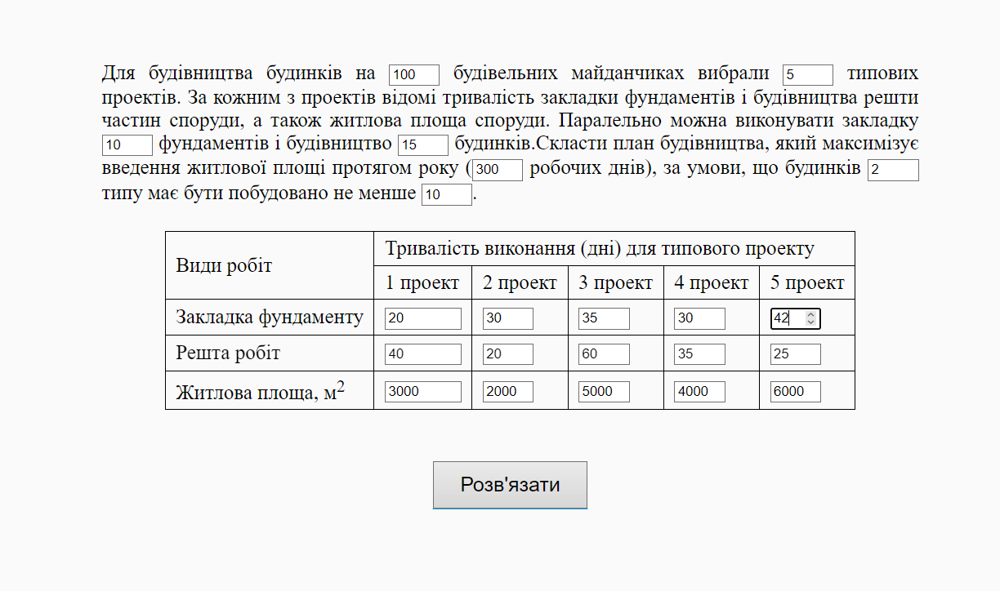 Для будівництва будинків на 100 будівельних майданчиках вибрали 5 типових
проектів. За кожним з проектів відомі тривалість закладки фундаментів і будівництва решти
частин споруди, а також житлова площа споруди. Паралельно можна виконувати закладку
10 фундаментів і будівництво 15 будинків.Скласти план будівництва, який максимізує
введення житлової площі протягом року (300 робочих днів), за умови, що будинків 2
типу має бути побудовано не менше 10.
Види робіт Тривалість виконання (дні) для типового проекту
1 проект 2 проект 3 проект 4 проект 5 проект
Закладка фундаменту 20 30 35 30 42
Решта робіт 40 20 60 35 25
Житлова площа, м2 3000 2000 5000 4000 6000
Розв'язати